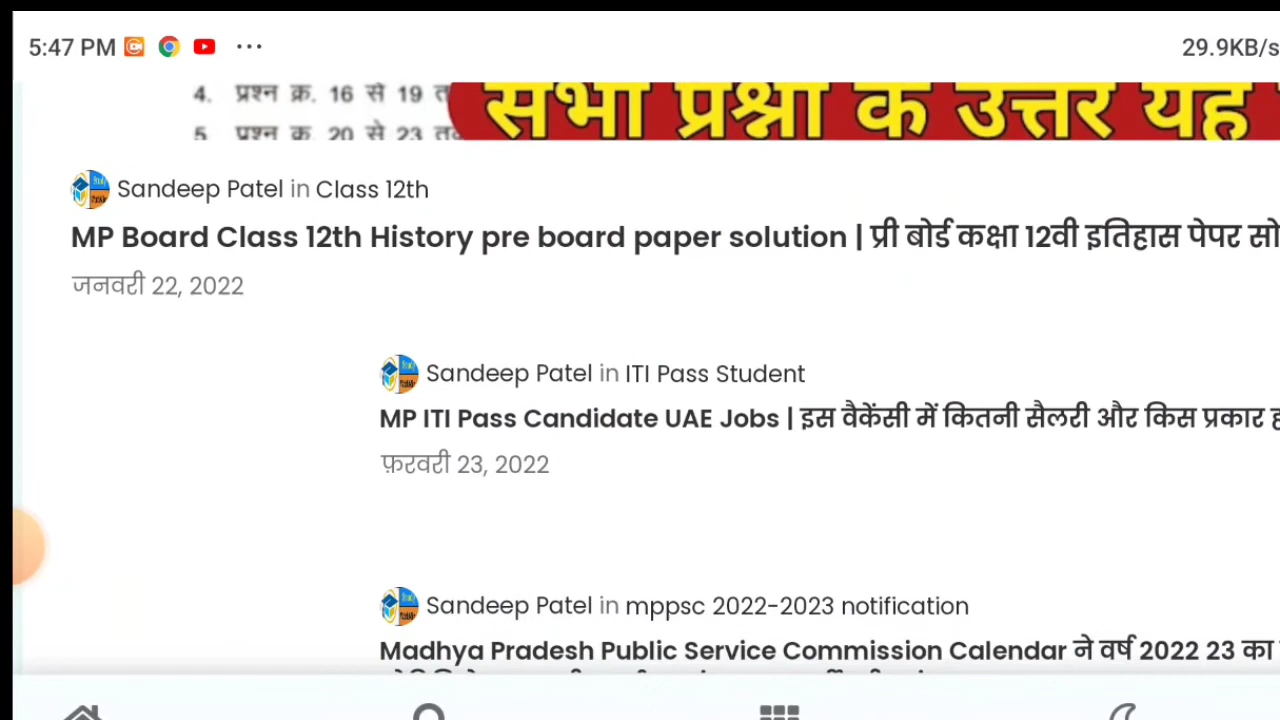 5:47 PM
29.9KB/s
4. प्रश्न क्र. 16 से 19
सभी प्रश्नों के उत्तर यह
5 प्रश्न क्र 20 से 23
Sandeep Patel in Class 12th
MP Board Class 12th History pre board paper solution | प्री बोर्ड कक्षा 12वी इतिहास पेपर
जनवरी 22, 2022
Sandeep Patel in ITI Pass Student
MP ITI Pass Candidate UAE Jobs | इस वैकेंसी में कितनी सैलरी और किस प्रकार
फ़रवरी 23, 2022
Sandeep Patel in mppsc 2022-2023 notification
Madhya Pradesh Public Service Commission Calendar ने वर्ष 2022 23 का